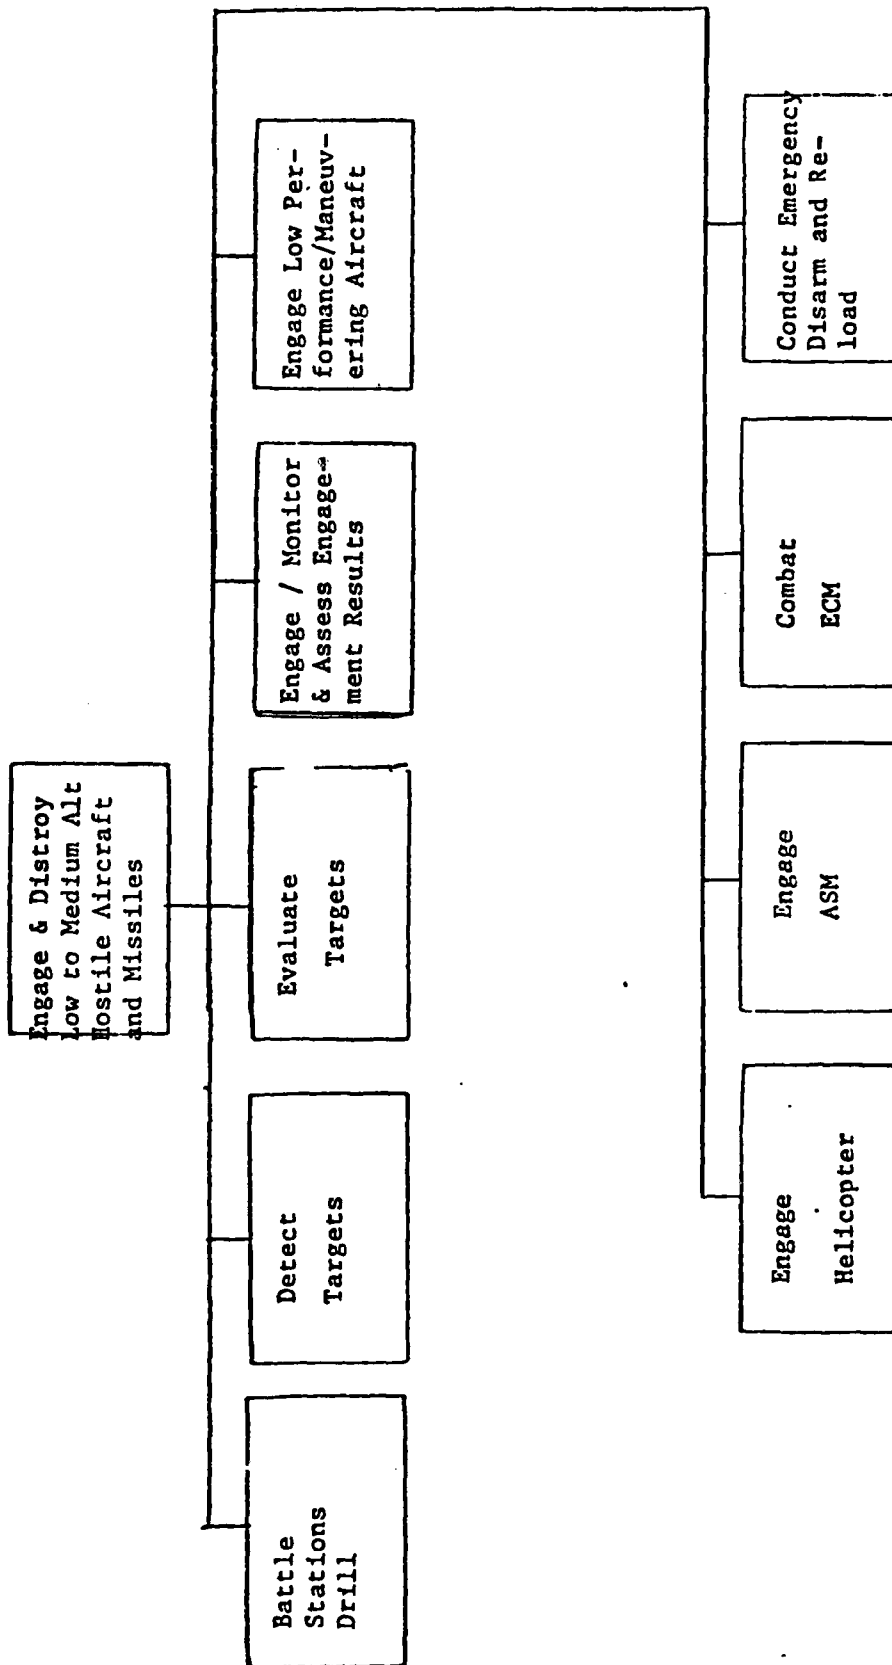 Engage & Distroy
Low to Medium Alt
Hostile Aircraft
and Missiles
Battle
Stations
Drill
Detect
Targets
Evaluate
Targets
Engage / Monitor
& Assess Engage-
ment Results
Engage Low Per-
formance/Maneuv-
ering Aircraft
Engage
Helicopter
Engage
ASM
Combat
ECM
Conduct Emergency
Disarm and Re-
load